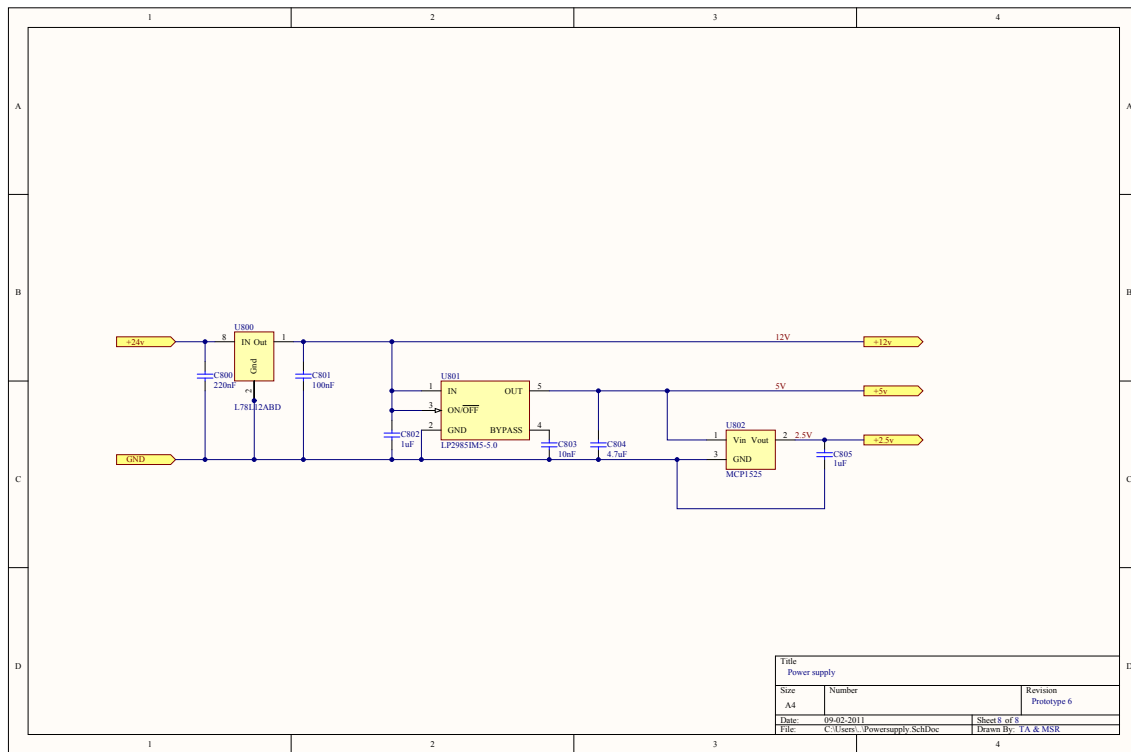 1 2 3 4
A A
B B
U800
+24v 8 IN Out 1 12V +12v
Gnd
C800
220nF
C801
100nF
2
L78L12ABD
U801
1 IN OUT 5 5V +5v
3 ON/OFF
2 GND BYPASS 4
LP2985IM5-5.0
C802
1uF
C803
10nF
C804
4.7uF
U802
1 Vin Vout 2 2.5V +2.5v
3 GND
MCP1525
C805
1uF
GND
C C
D D
Title
Power supply
Size Number Revision
A4 Prototype 6
Date: 09-02-2011 Sheet 8 of 8
File: C:\Users\..\Powersupply.SchDoc Drawn By: TA & MSR
1 2 3 4